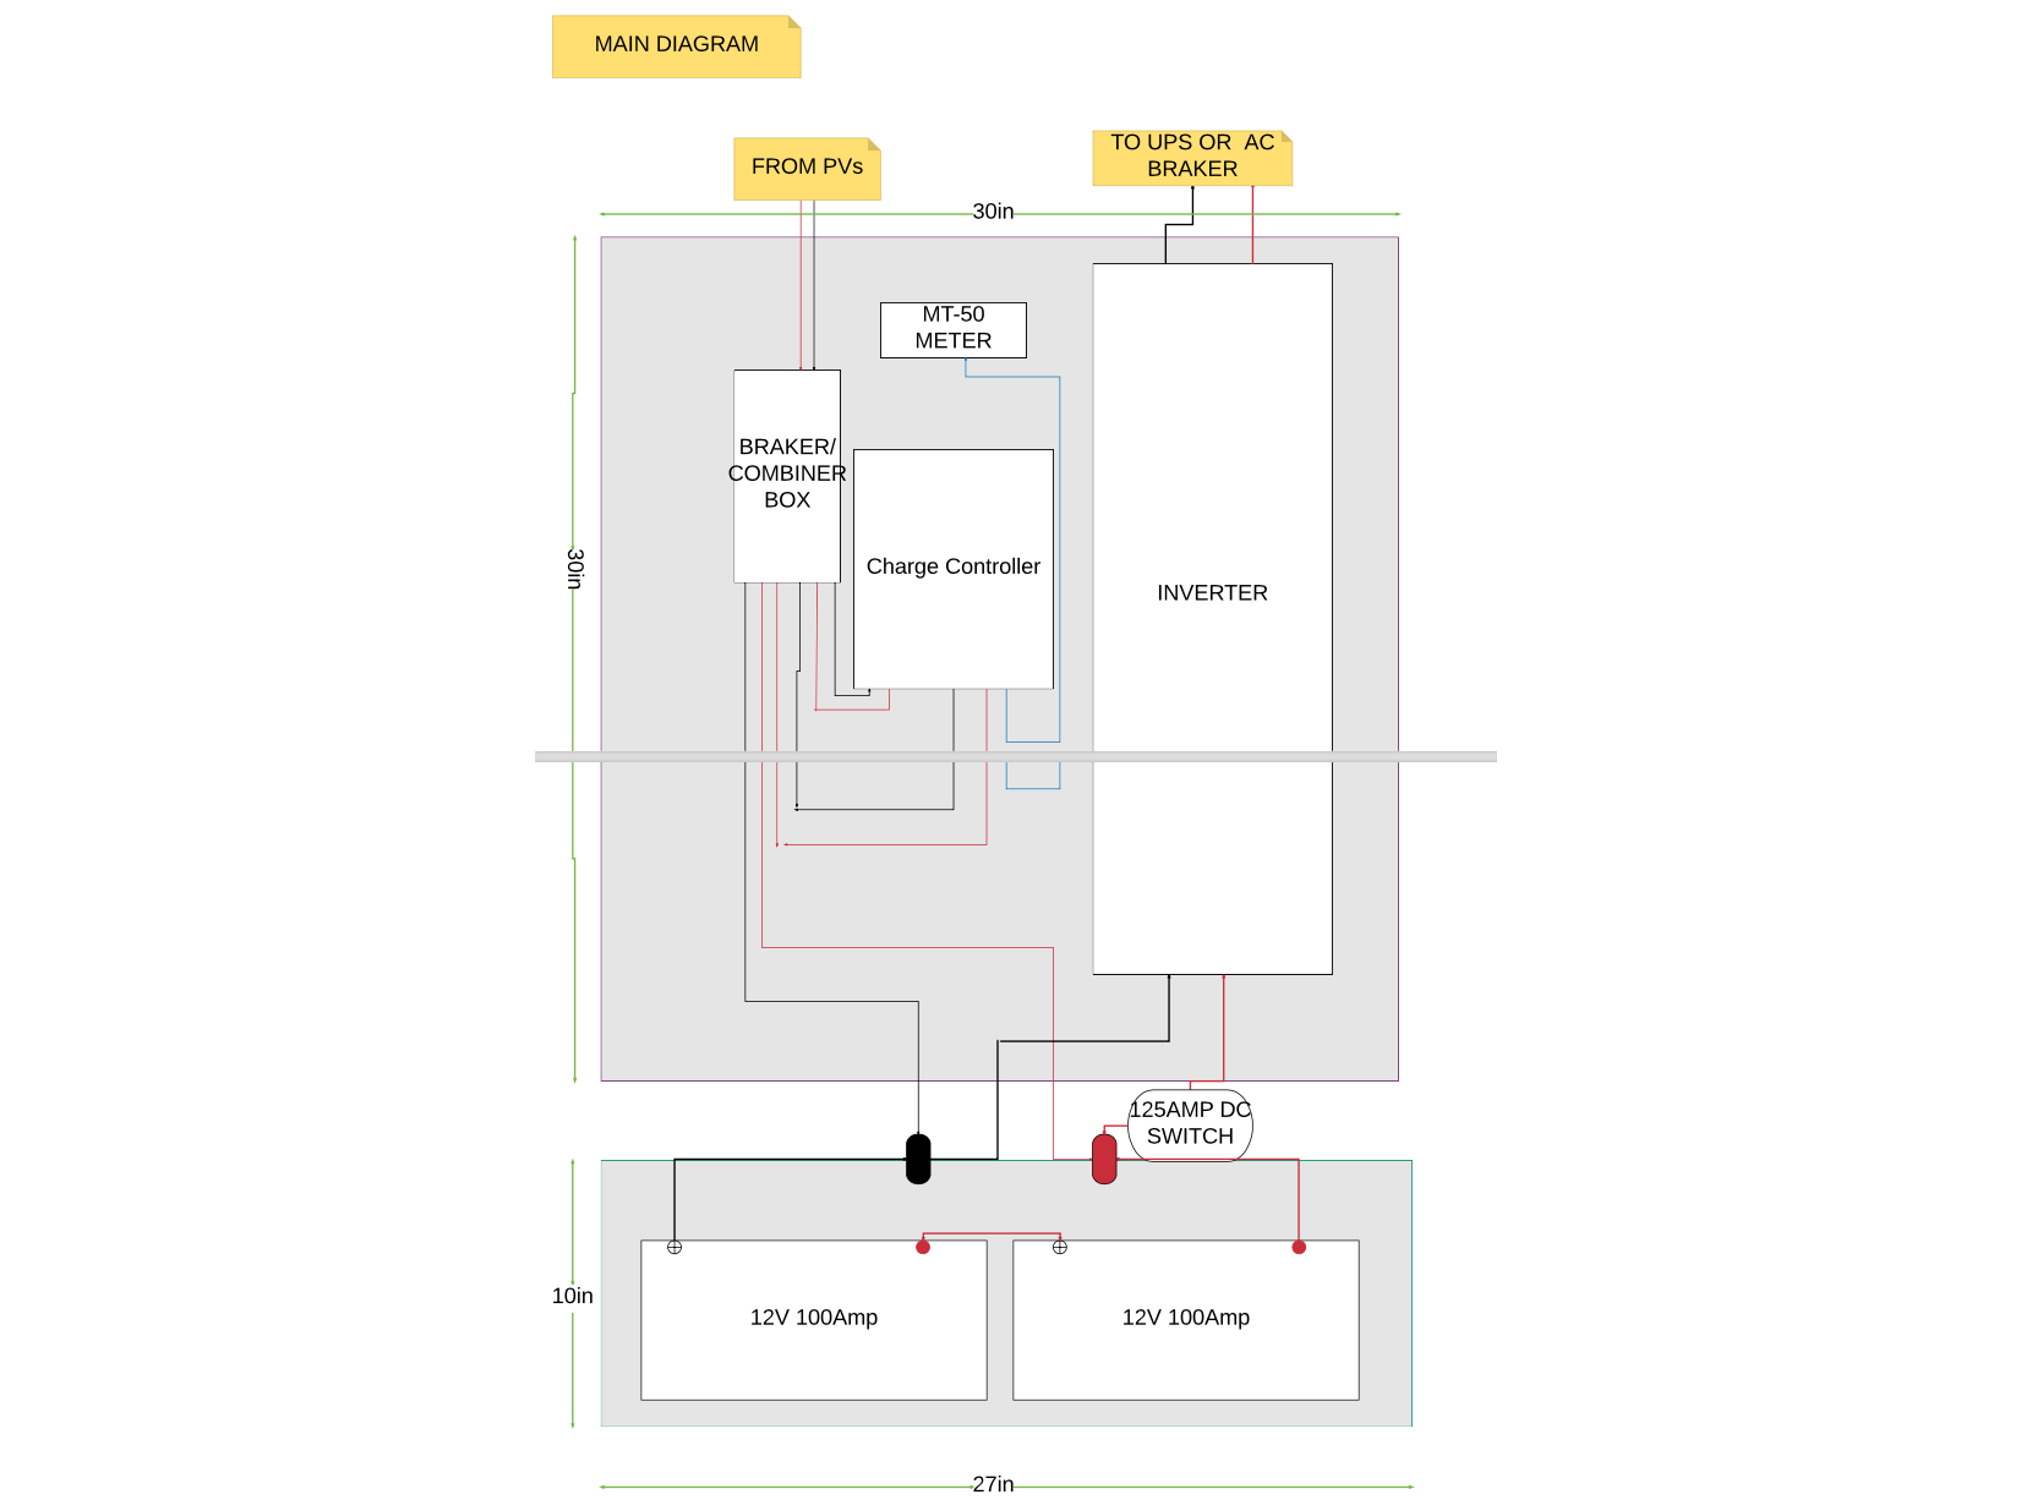 MAIN DIAGRAM
FROM PVs
TO UPS OR  AC
BRAKER
30in
MT-50
METER
BRAKER/
COMBINER
BOX
Charge Controller
30in
INVERTER
125AMP DC
SWITCH
10in
12V 100Amp
12V 100Amp
27in